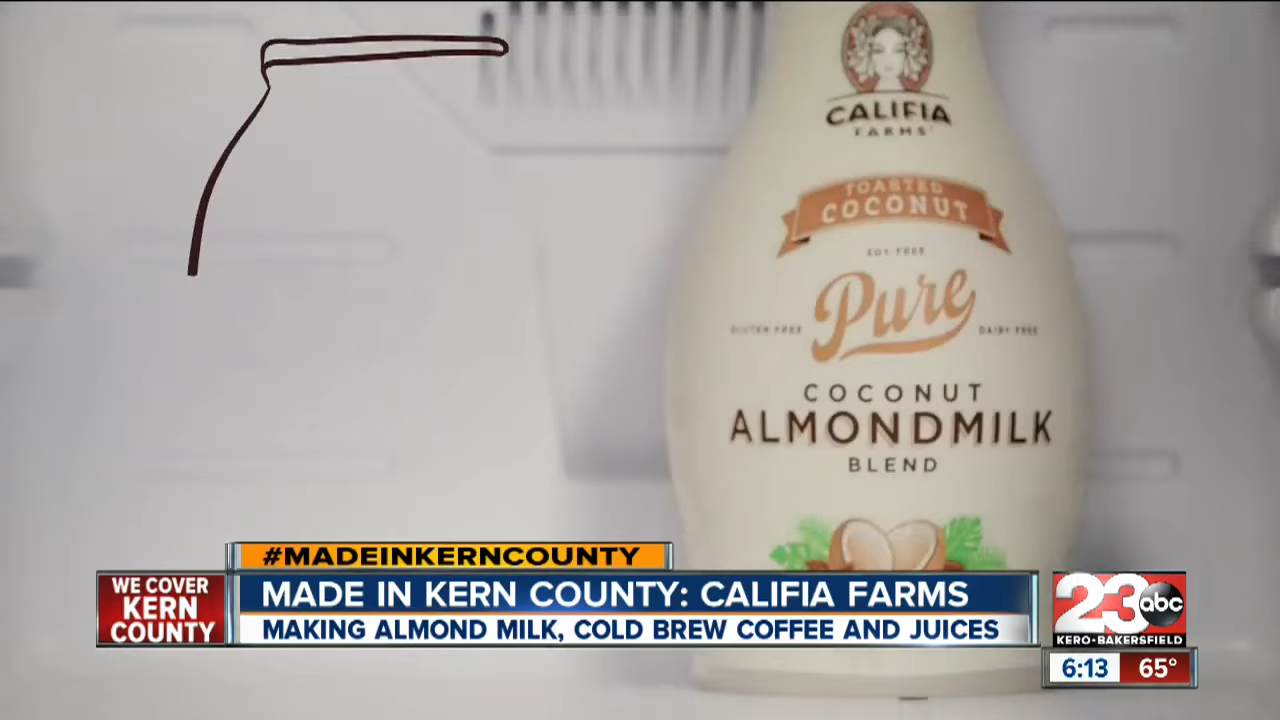 CALIFIA
FARMS
TOASTED
COCONUT
SOY FREE
Pure
GLUTEN FREE
DAIRY FREE
COCONUT
ALMONDMILK
BLEND
#MADEINKERNCOUNTY
WE COVER
KERN
COUNTY
MADE IN KERN COUNTY: CALIFIA FARMS
MAKING ALMOND MILK, COLD BREW COFFEE AND JUICES
23 abc
KERO•BAKERSFIELD
6:13 65°